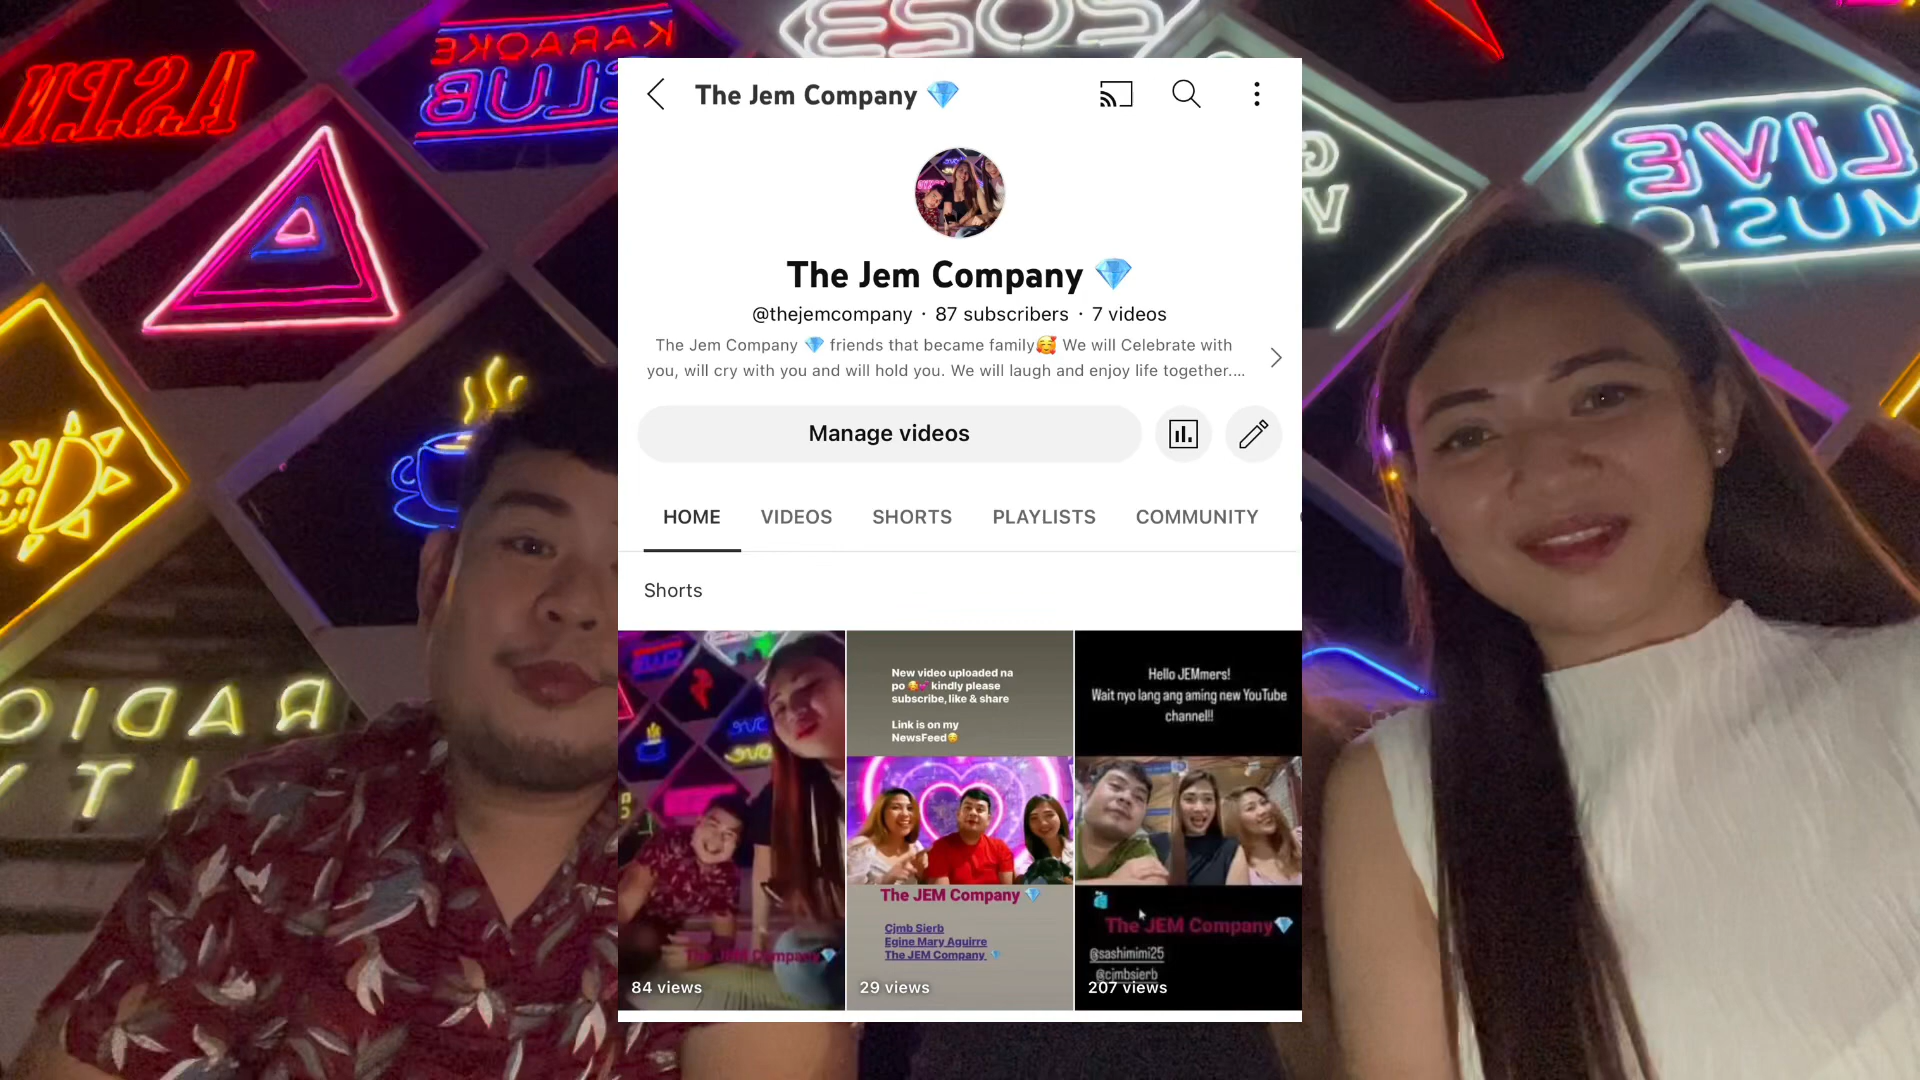 ASPN
KARAOKE
CLUB
LIVE
MUSIC
RADIO
The Jem Company 💎
The Jem Company 💎
@thejemcompany · 87 subscribers · 7 videos
The Jem Company 💎 friends that became family🥰 We will Celebrate with
you, will cry with you and will hold you. We will laugh and enjoy life together....
Manage videos
HOME VIDEOS SHORTS PLAYLISTS COMMUNITY
Shorts
The JEM Company💎
84 views
New video uploaded na
po 🥰💕 kindly please
subscribe, like & share
Link is on my
NewsFeed😊
The JEM Company 💎
Cjmb Sierb
Egine Mary Aguirre
The JEM Company 💎
29 views
Hello JEMmers!
Wait nyo lang ang aming new YouTube
channel!!
The JEM Company💎
@sashimimi25
@cjmbsierb
207 views